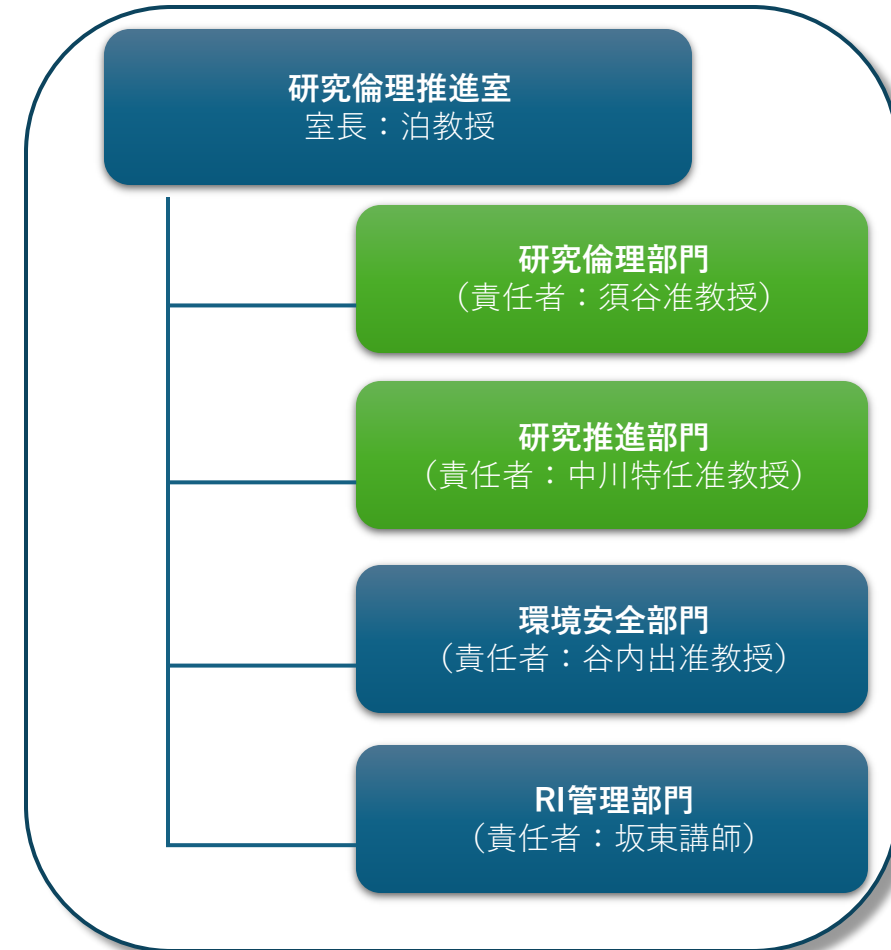 研究倫理推進室
室長：泊教授
研究倫理部門
（責任者：須谷准教授）
研究推進部門
（責任者：中川特任准教授）
環境安全部門
（責任者：谷内出准教授）
RI管理部門
（責任者：坂東講師）